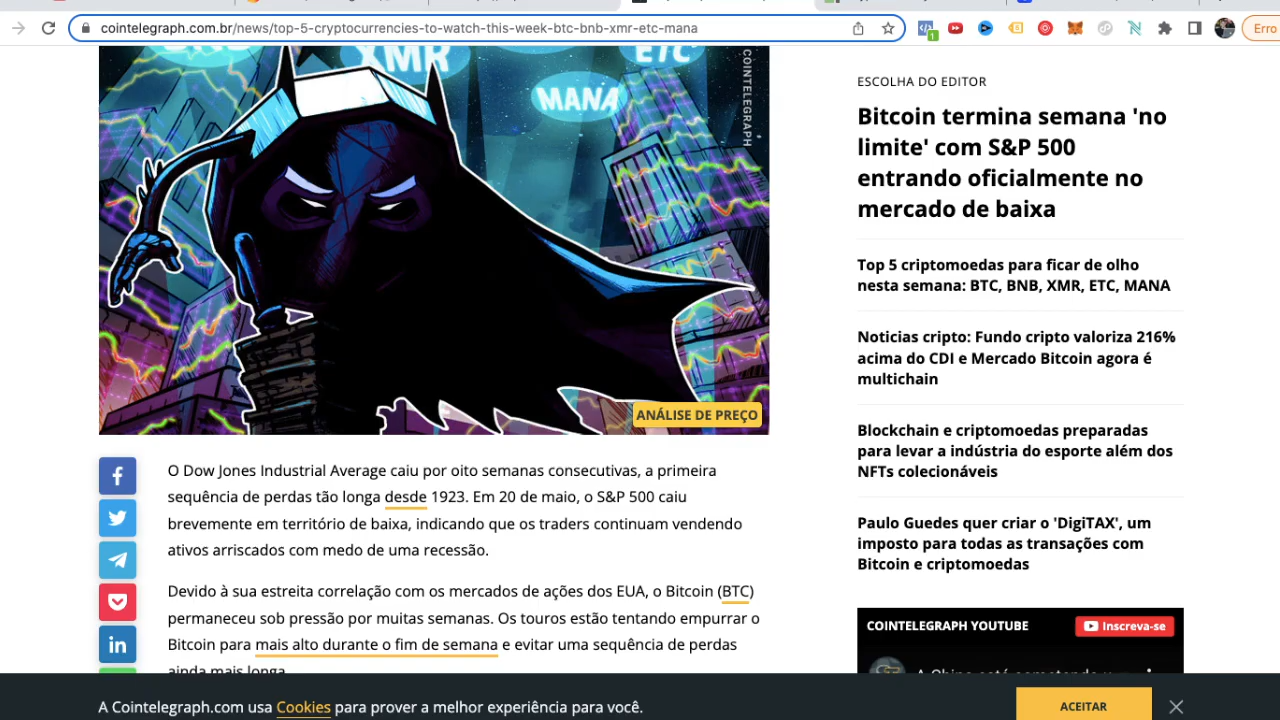 cointelegraph.com.br/news/top-5-cryptocurrencies-to-watch-this-week-btc-bnb-xmr-etc-mana
1
Erro
XMR
ETC
MANA
COINTELEGRAPH
ANÁLISE DE PREÇO
O Dow Jones Industrial Average caiu por oito semanas consecutivas, a primeira
sequência de perdas tão longa desde 1923. Em 20 de maio, o S&P 500 caiu
brevemente em território de baixa, indicando que os traders continuam vendendo
ativos arriscados com medo de uma recessão.
Devido à sua estreita correlação com os mercados de ações dos EUA, o Bitcoin (BTC)
permaneceu sob pressão por muitas semanas. Os touros estão tentando empurrar o
Bitcoin para mais alto durante o fim de semana e evitar uma sequência de perdas
ainda mais longa.
ESCOLHA DO EDITOR
Bitcoin termina semana 'no
limite' com S&P 500
entrando oficialmente no
mercado de baixa
Top 5 criptomoedas para ficar de olho
nesta semana: BTC, BNB, XMR, ETC, MANA
Noticias cripto: Fundo cripto valoriza 216%
acima do CDI e Mercado Bitcoin agora é
multichain
Blockchain e criptomoedas preparadas
para levar a indústria do esporte além dos
NFTs colecionáveis
Paulo Guedes quer criar o 'DigiTAX', um
imposto para todas as transações com
Bitcoin e criptomoedas
COINTELEGRAPH YOUTUBE
Inscreva-se
A Cointelegraph.com usa Cookies para prover a melhor experiência para você.
ACEITAR